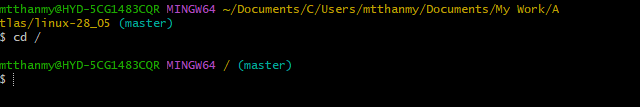 mtthanmy@HYD-5CG1483CQR MINGW64 ~/Documents/C/Users/mtthanmy/Documents/My Work/A
tlas/linux-28_05 (master)
$ cd /
mtthanmy@HYD-5CG1483CQR MINGW64 / (master)
$